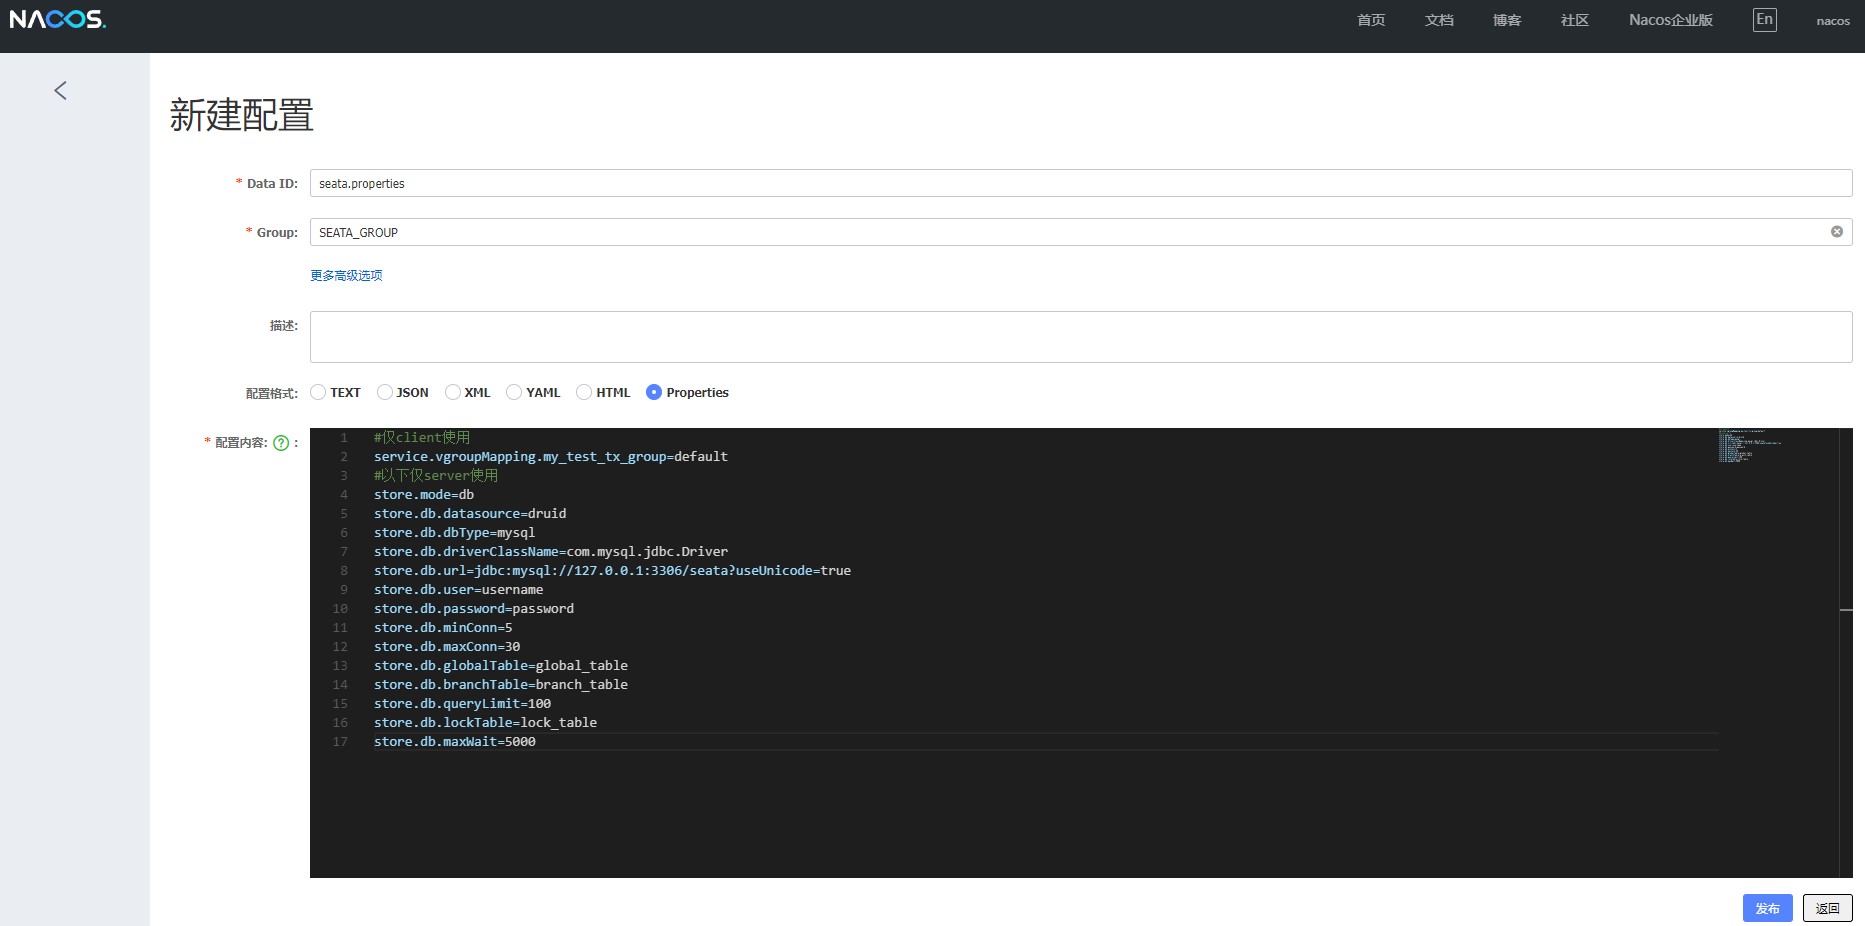 NACOS.
首页 文档 博客 社区 Nacos企业版 En nacos
新建配置
* Data ID: seata.properties
* Group: SEATA_GROUP
更多高级选项
描述:
配置格式: TEXT JSON XML YAML HTML Properties
* 配置内容: ? :
1 #仅client使用
2 service.vgroupMapping.my_test_tx_group=default
3 #以下仅server使用
4 store.mode=db
5 store.db.datasource=druid
6 store.db.dbType=mysql
7 store.db.driverClassName=com.mysql.jdbc.Driver
8 store.db.url=jdbc:mysql://127.0.0.1:3306/seata?useUnicode=true
9 store.db.user=username
10 store.db.password=password
11 store.db.minConn=5
12 store.db.maxConn=30
13 store.db.globalTable=global_table
14 store.db.branchTable=branch_table
15 store.db.queryLimit=100
16 store.db.lockTable=lock_table
17 store.db.maxWait=5000
发布 返回